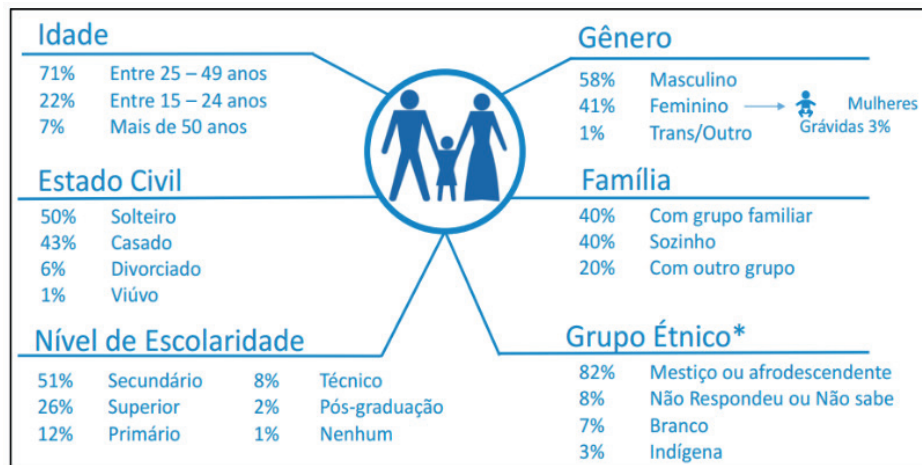 Idade
71% Entre 25 – 49 anos
22% Entre 15 – 24 anos
7% Mais de 50 anos
Gênero
58% Masculino
41% Feminino
1% Trans/Outro
Mulheres
Grávidas 3%
Estado Civil
50% Solteiro
43% Casado
6% Divorciado
1% Viúvo
Família
40% Com grupo familiar
40% Sozinho
20% Com outro grupo
Nível de Escolaridade
51% Secundário 8% Técnico
26% Superior 2% Pós-graduação
12% Primário 1% Nenhum
Grupo Étnico*
82% Mestiço ou afrodescendente
8% Não Respondeu ou Não sabe
7% Branco
3% Indígena